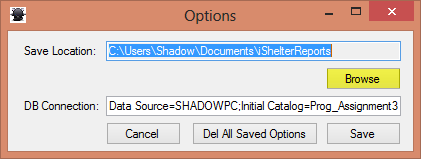 Options
Save Location: C:\Users\Shadow\Documents\iShelterReports
Browse
DB Connection: Data Source=SHADOWPC;Initial Catalog=Prog_Assignment3
Cancel Del All Saved Options Save